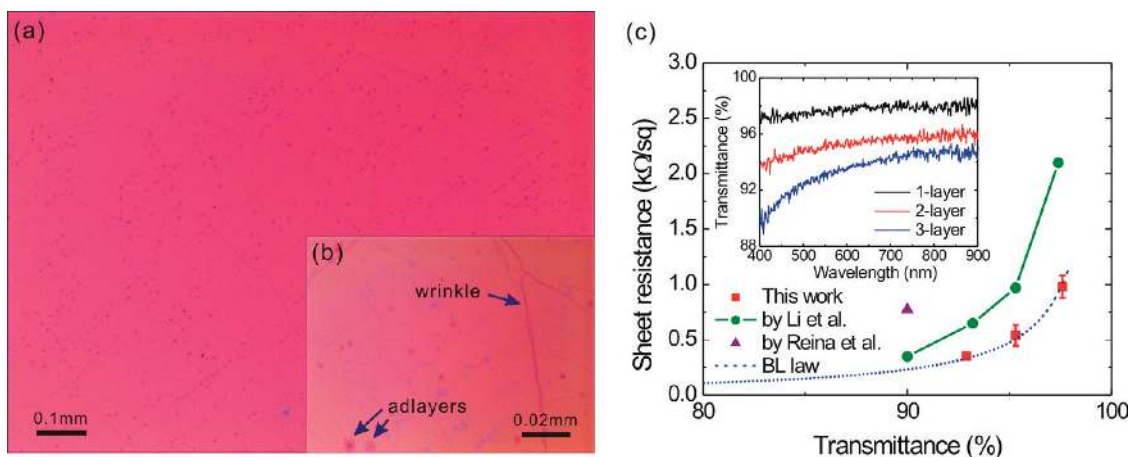 (a)
0.1mm
(b)
wrinkle
adlayers
0.02mm
(c)
Sheet resistance (kΩ/sq)
3.0
2.5
2.0
1.5
1.0
0.5
0.0
80
90
100
Transmittance (%)
Transmittance (%)
100
96
92
88
400 500 600 700 800 900
Wavelength (nm)
1-layer
2-layer
3-layer
This work
by Li et al.
by Reina et al.
BL law